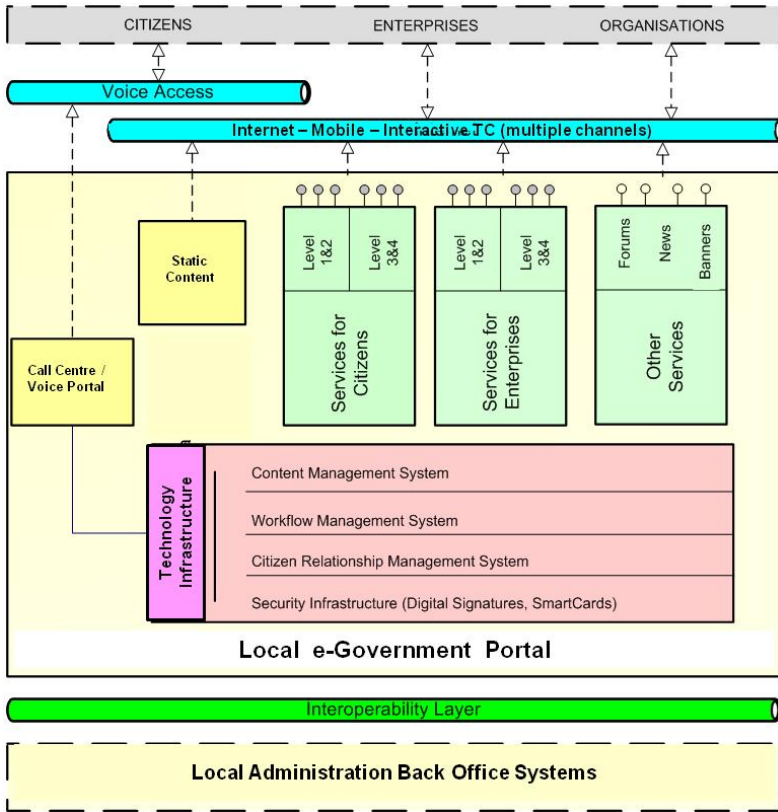 CITIZENS
ENTERPRISES
ORGANISATIONS
Voice Access
Internet – Mobile – Interactive TC (multiple channels)
Static
Content
Level
1&2
Level
3&4
Services for
Citizens
Level
1&2
Level
3&4
Services for
Enterprises
Forums
News
Banners
Other
Services
Call Centre /
Voice Portal
Technology
Infrastructure
Content Management System
Workflow Management System
Citizen Relationship Management System
Security Infrastructure (Digital Signatures, SmartCards)
Local e-Government Portal
Interoperability Layer
Local Administration Back Office Systems